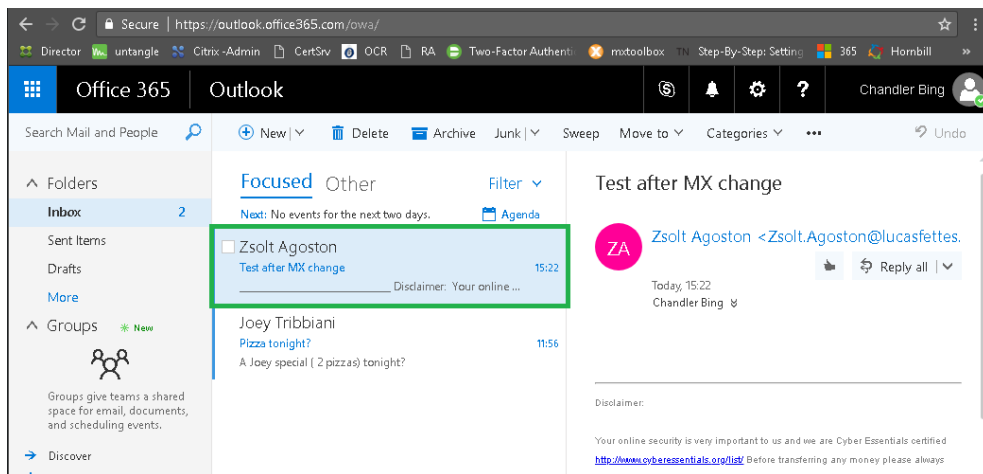 Secure | https://outlook.office365.com/owa/
Director untangle Citrix -Admin CertSrv OCR RA Two-Factor Authenti mxtoolbox TN Step-By-Step: Setting 365 Hornbill »
Office 365 Outlook ? Chandler Bing
Search Mail and People New Delete Archive Junk | Sweep Move to Categories ••• Undo
Folders
Inbox 2
Sent Items
Drafts
More
Groups New
Groups give teams a shared
space for email, documents,
and scheduling events.
Discover
Focused Other Filter
Next: No events for the next two days. Agenda
Zsolt Agoston
Test after MX change 15:22
Disclaimer: Your online ...
Joey Tribbiani
Pizza tonight? 11:56
A Joey special ( 2 pizzas) tonight?
Test after MX change
ZA
Zsolt Agoston <Zsolt.Agoston@lucasfettes.
Reply all
Today, 15:22
Chandler Bing
Disclaimer:
Your online security is very important to us and we are Cyber Essentials certified
http://www.cyberessentials.org/list/ Before transferring any money please always